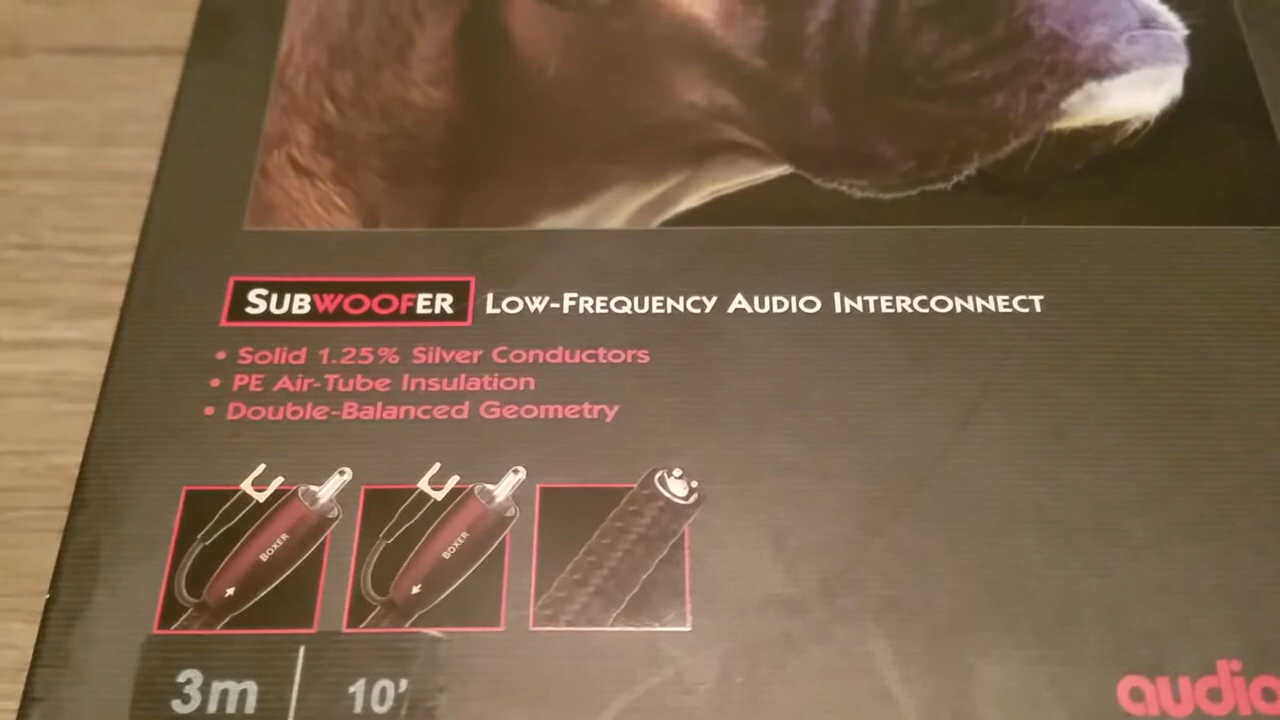 SUBWOOFER LOW-FREQUENCY AUDIO INTERCONNECT
• Solid 1.25% Silver Conductors
• PE Air-Tube Insulation
• Double-Balanced Geometry
BOXER
BOXER
3m | 10'
audio